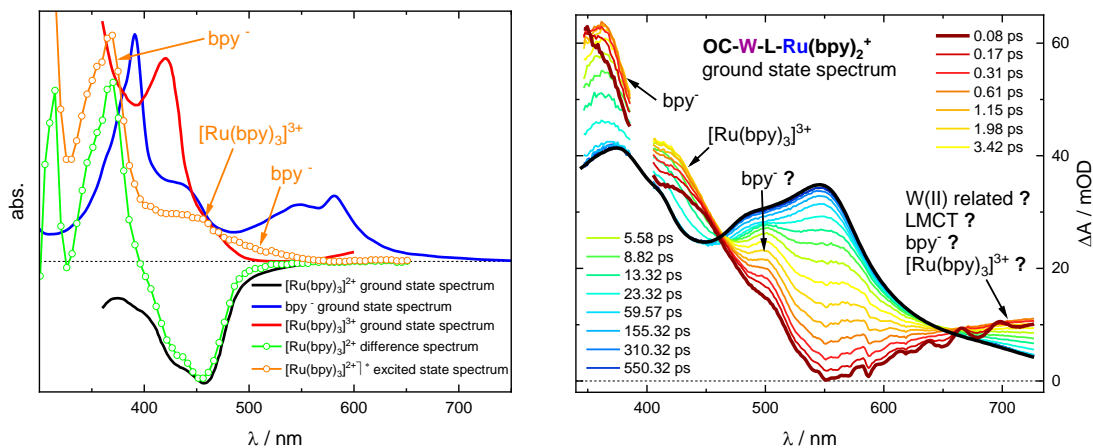 abs.
bpy -
[Ru(bpy)3]3+
bpy -
[Ru(bpy)3]2+ ground state spectrum
bpy - ground state spectrum
[Ru(bpy)3]3+ ground state spectrum
[Ru(bpy)3]2+ difference spectrum
[Ru(bpy)3]2+]* excited state spectrum
400 500 600 700
λ / nm
OC-W-L-Ru(bpy)2+
ground state spectrum
bpy-
[Ru(bpy)3]3+
bpy- ?
W(II) related ?
LMCT ?
bpy- ?
[Ru(bpy)3]3+ ?
0.08 ps
0.17 ps
0.31 ps
0.61 ps
1.15 ps
1.98 ps
3.42 ps
5.58 ps
8.82 ps
13.32 ps
23.32 ps
59.57 ps
155.32 ps
310.32 ps
550.32 ps
60
40
20
0
ΔA / mOD
400 500 600 700
λ / nm